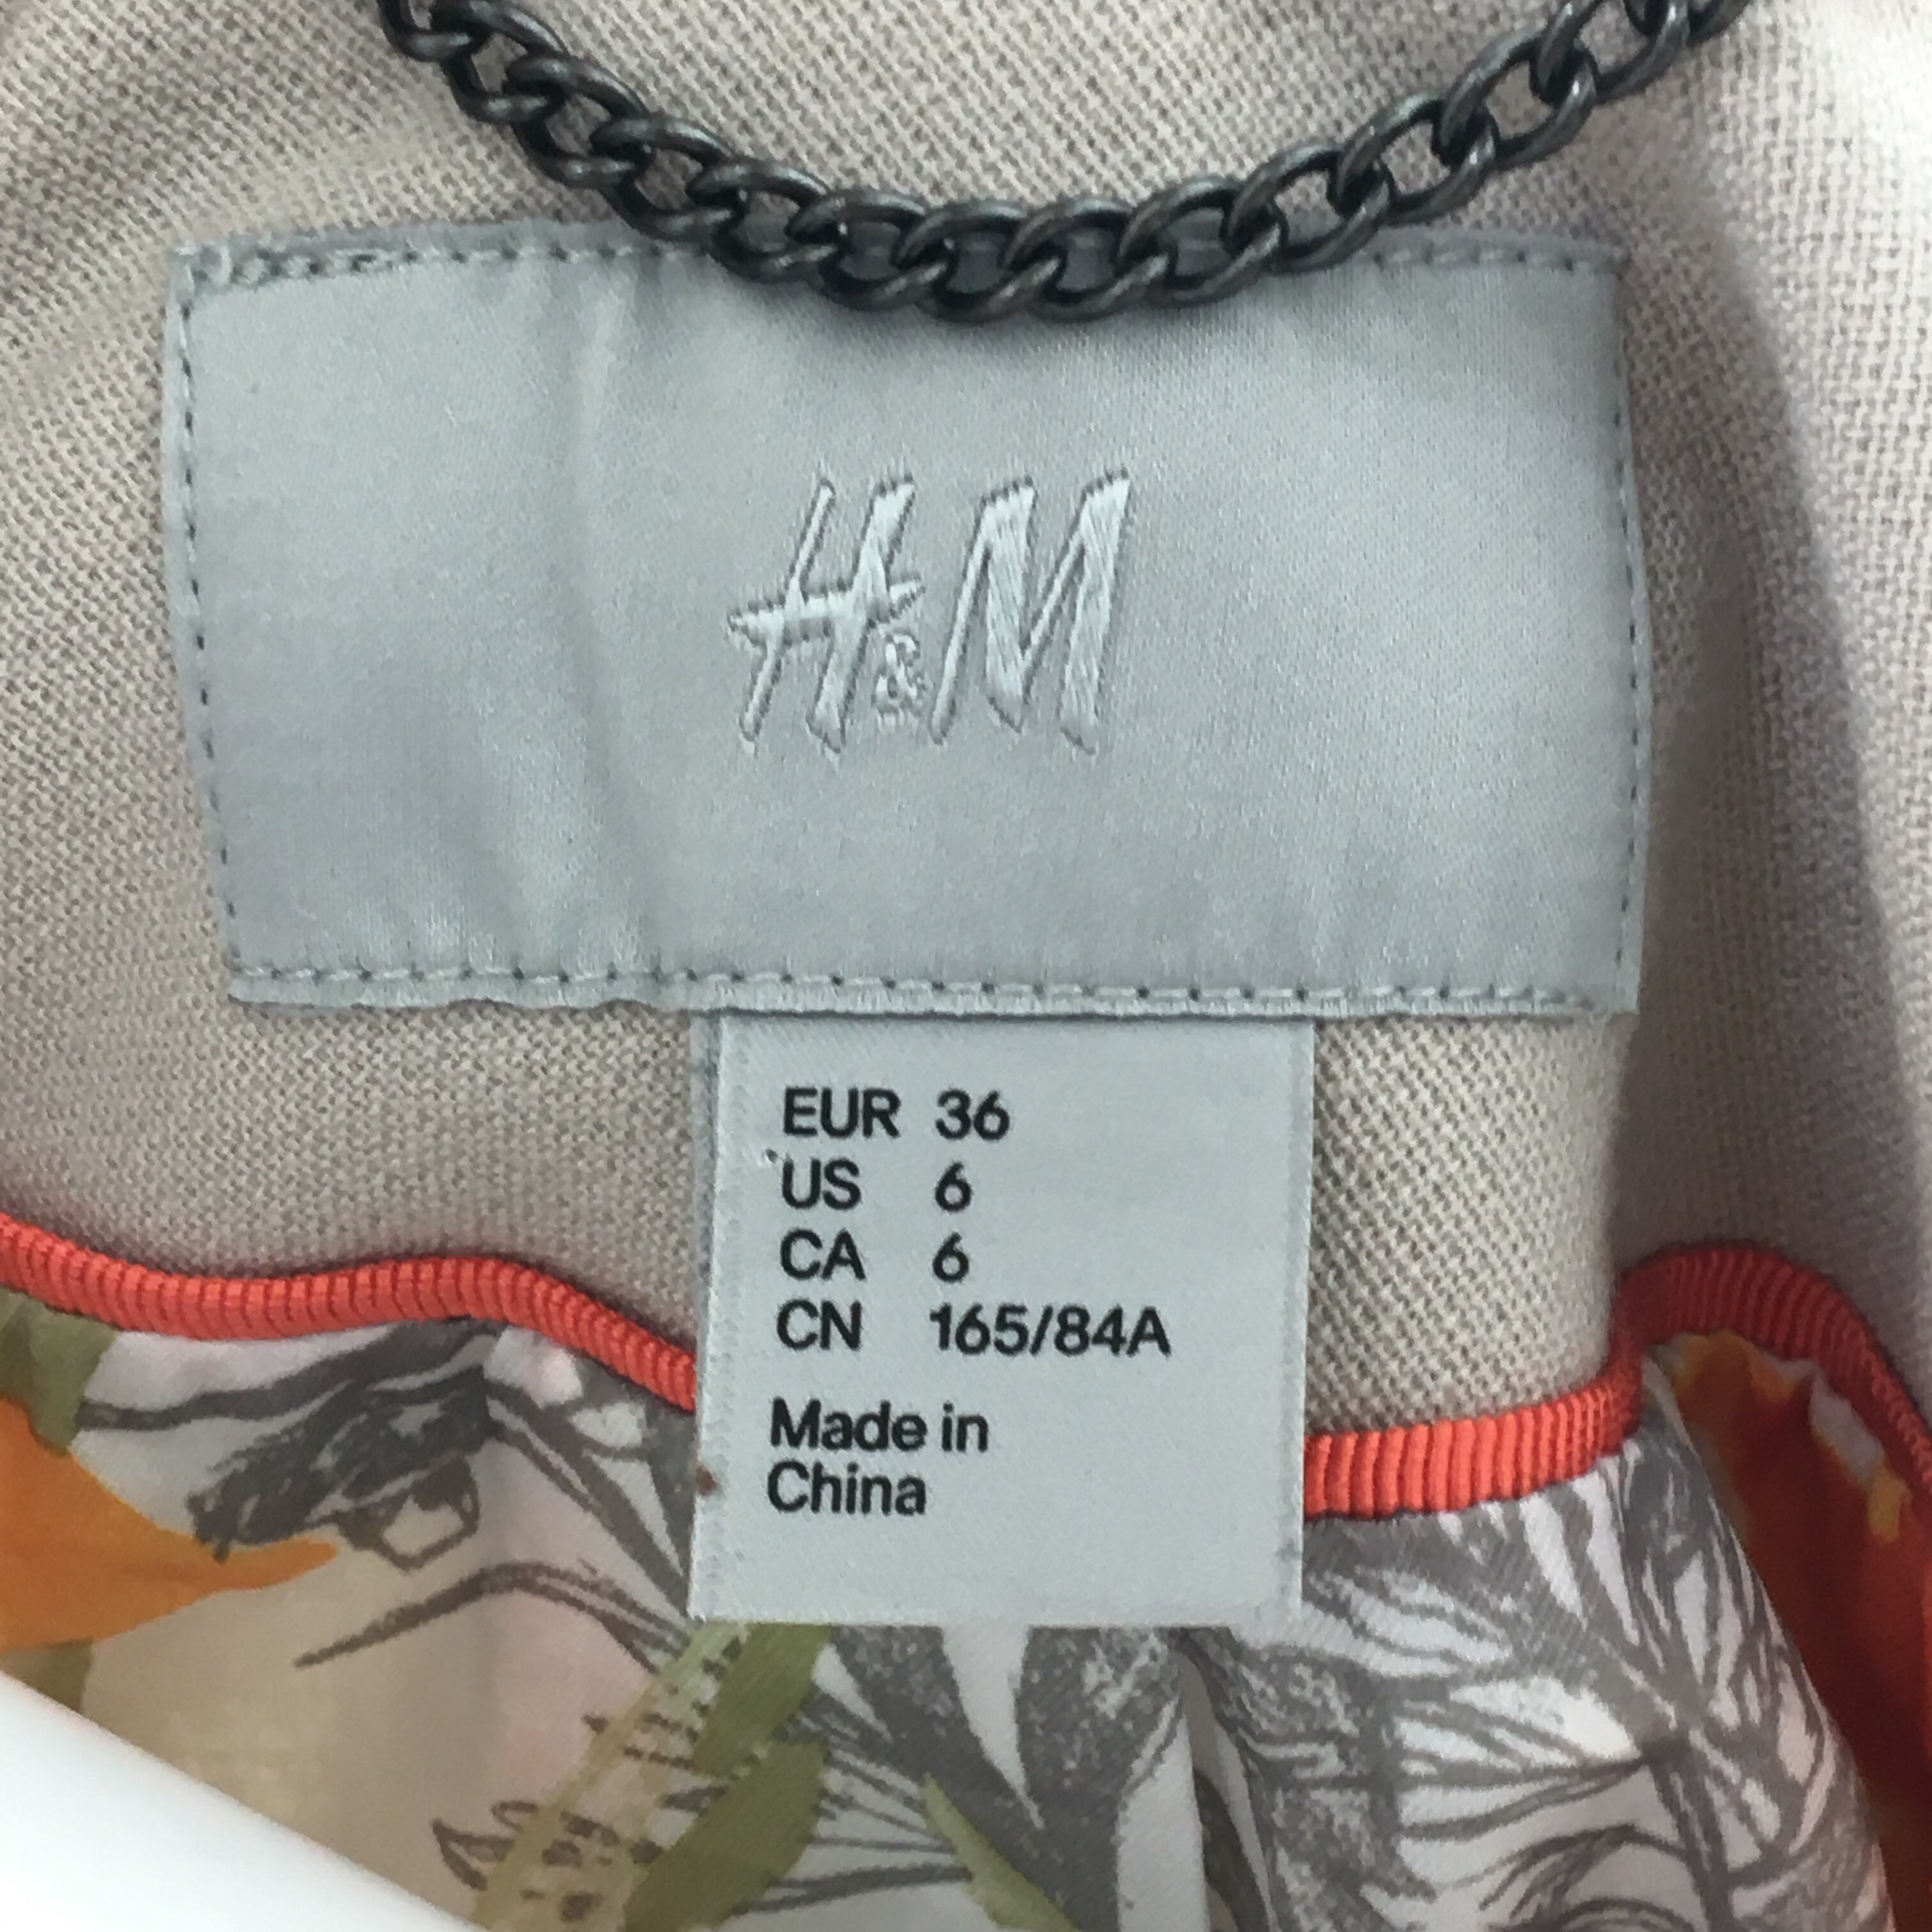 H&M
EUR 36
US 6
CA 6
CN 165/84A
Made in
China